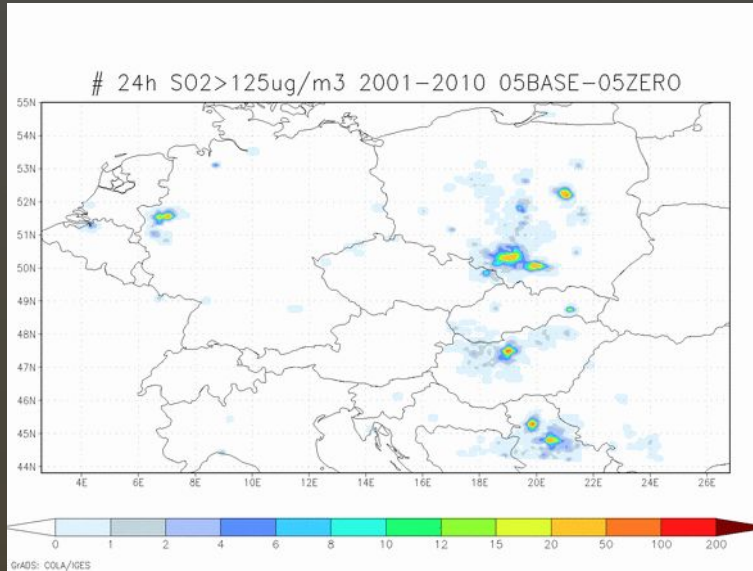 # 24h SO2>125ug/m3 2001-2010 05BASE-05ZERO
55N
54N
53N
52N
51N
50N
49N
48N
47N
46N
45N
44N
4E 6E 8E 10E 12E 14E 16E 18E 20E 22E 24E 26E
0 1 2 4 6 8 10 12 15 20 50 100 200
GrADS: COLA/IGES